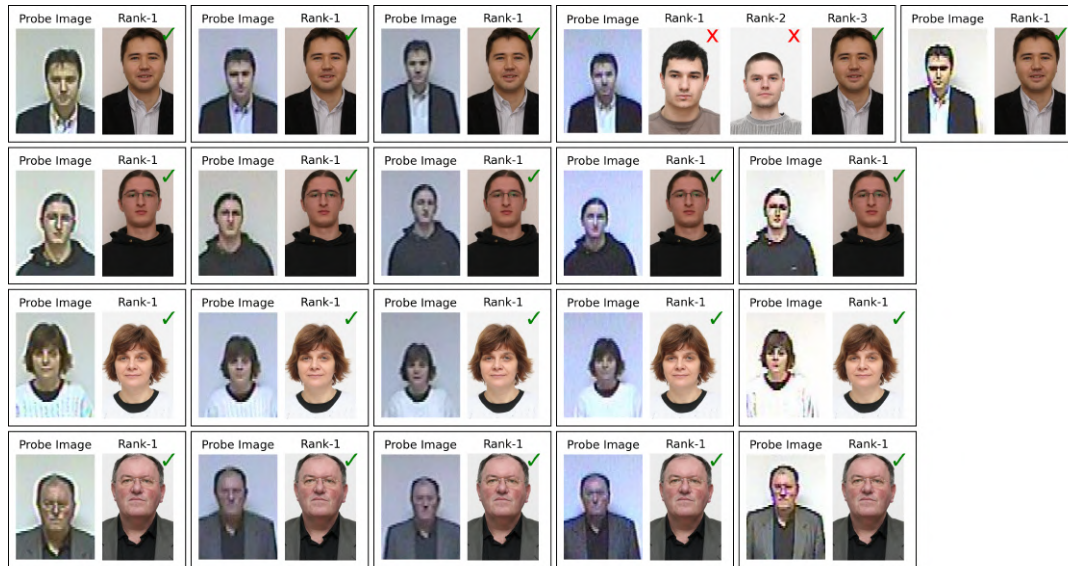 Probe Image Rank-1 Probe Image Rank-1 Probe Image Rank-1 Probe Image Rank-1 Rank-2 Rank-3 Probe Image Rank-1
✓ ✓ ✓ X X ✓ ✓
Probe Image Rank-1 Probe Image Rank-1 Probe Image Rank-1 Probe Image Rank-1 Probe Image Rank-1
✓ ✓ ✓ ✓ ✓
Probe Image Rank-1 Probe Image Rank-1 Probe Image Rank-1 Probe Image Rank-1 Probe Image Rank-1
✓ ✓ ✓ ✓ ✓
Probe Image Rank-1 Probe Image Rank-1 Probe Image Rank-1 Probe Image Rank-1 Probe Image Rank-1
✓ ✓ ✓ ✓ ✓